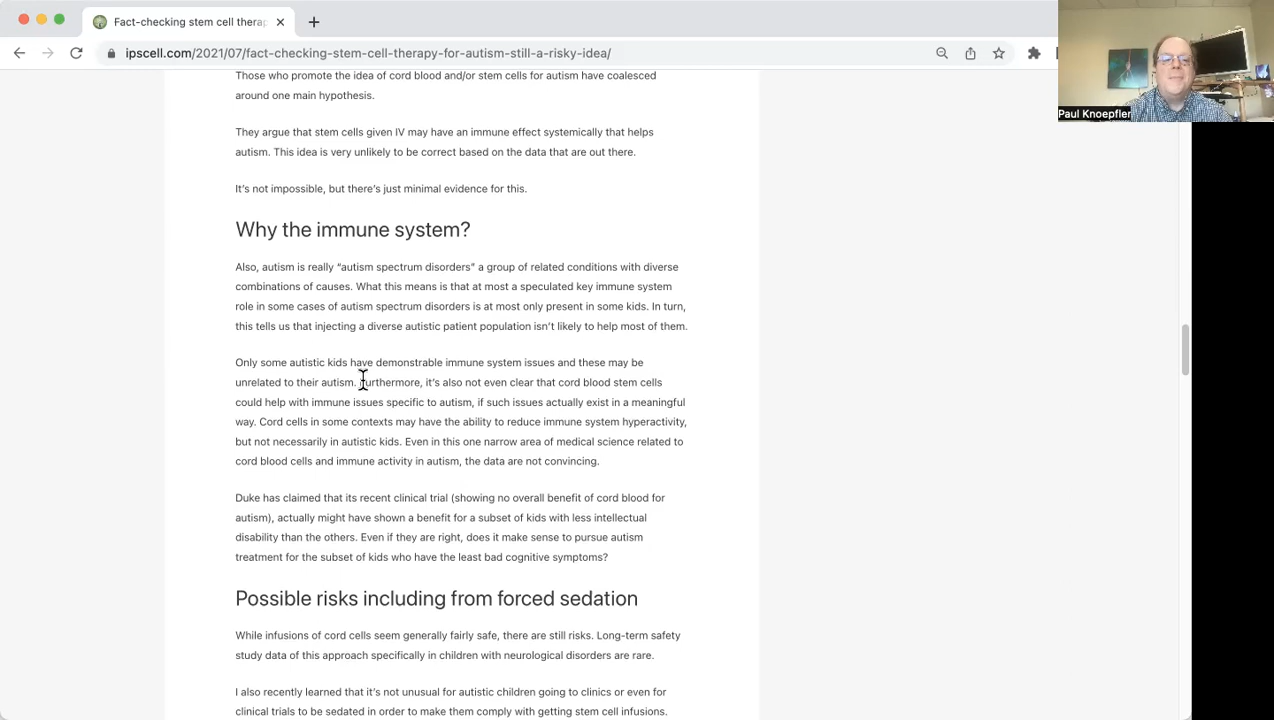 Fact-checking stem cell therap
ipscell.com/2021/07/fact-checking-stem-cell-therapy-for-autism-still-a-risky-idea/
Paul Knoepfler
Those who promote the idea of cord blood and/or stem cells for autism have coalesced
around one main hypothesis.
They argue that stem cells given IV may have an immune effect systemically that helps
autism. This idea is very unlikely to be correct based on the data that are out there.
It's not impossible, but there's just minimal evidence for this.
Why the immune system?
Also, autism is really “autism spectrum disorders” a group of related conditions with diverse
combinations of causes. What this means is that at most a speculated key immune system
role in some cases of autism spectrum disorders is at most only present in some kids. In turn,
this tells us that injecting a diverse autistic patient population isn't likely to help most of them.
Only some autistic kids have demonstrable immune system issues and these may be
unrelated to their autism. Furthermore, it's also not even clear that cord blood stem cells
could help with immune issues specific to autism, if such issues actually exist in a meaningful
way. Cord cells in some contexts may have the ability to reduce immune system hyperactivity,
but not necessarily in autistic kids. Even in this one narrow area of medical science related to
cord blood cells and immune activity in autism, the data are not convincing.
Duke has claimed that its recent clinical trial (showing no overall benefit of cord blood for
autism), actually might have shown a benefit for a subset of kids with less intellectual
disability than the others. Even if they are right, does it make sense to pursue autism
treatment for the subset of kids who have the least bad cognitive symptoms?
Possible risks including from forced sedation
While infusions of cord cells seem generally fairly safe, there are still risks. Long-term safety
study data of this approach specifically in children with neurological disorders are rare.
I also recently learned that it's not unusual for autistic children going to clinics or even for
clinical trials to be sedated in order to make them comply with getting stem cell infusions.